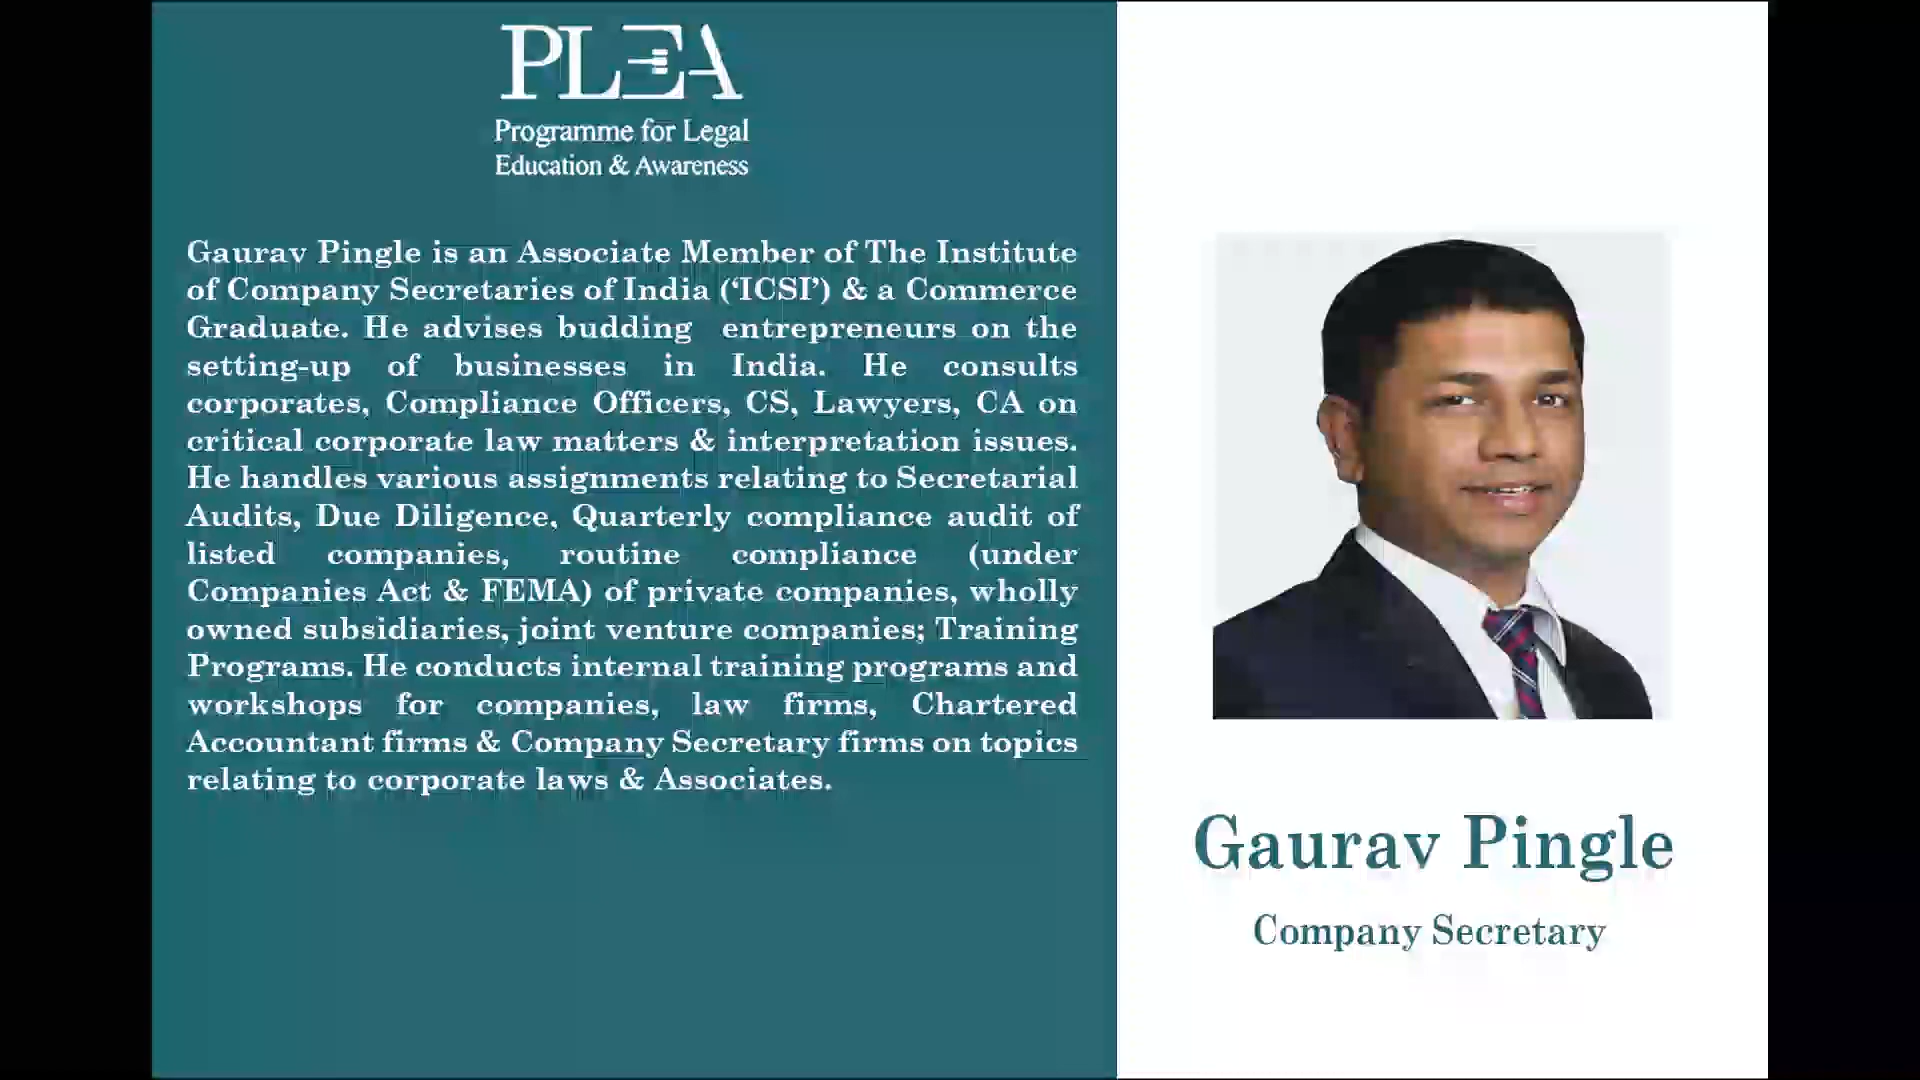 PLEA
Programme for Legal
Education & Awareness
Gaurav Pingle is an Associate Member of The Institute
of Company Secretaries of India (‘ICSI’) & a Commerce
Graduate. He advises budding entrepreneurs on the
setting-up of businesses in India. He consults
corporates, Compliance Officers, CS, Lawyers, CA on
critical corporate law matters & interpretation issues.
He handles various assignments relating to Secretarial
Audits, Due Diligence, Quarterly compliance audit of
listed companies, routine compliance (under
Companies Act & FEMA) of private companies, wholly
owned subsidiaries, joint venture companies; Training
Programs. He conducts internal training programs and
workshops for companies, law firms, Chartered
Accountant firms & Company Secretary firms on topics
relating to corporate laws & Associates.
Gaurav Pingle
Company Secretary